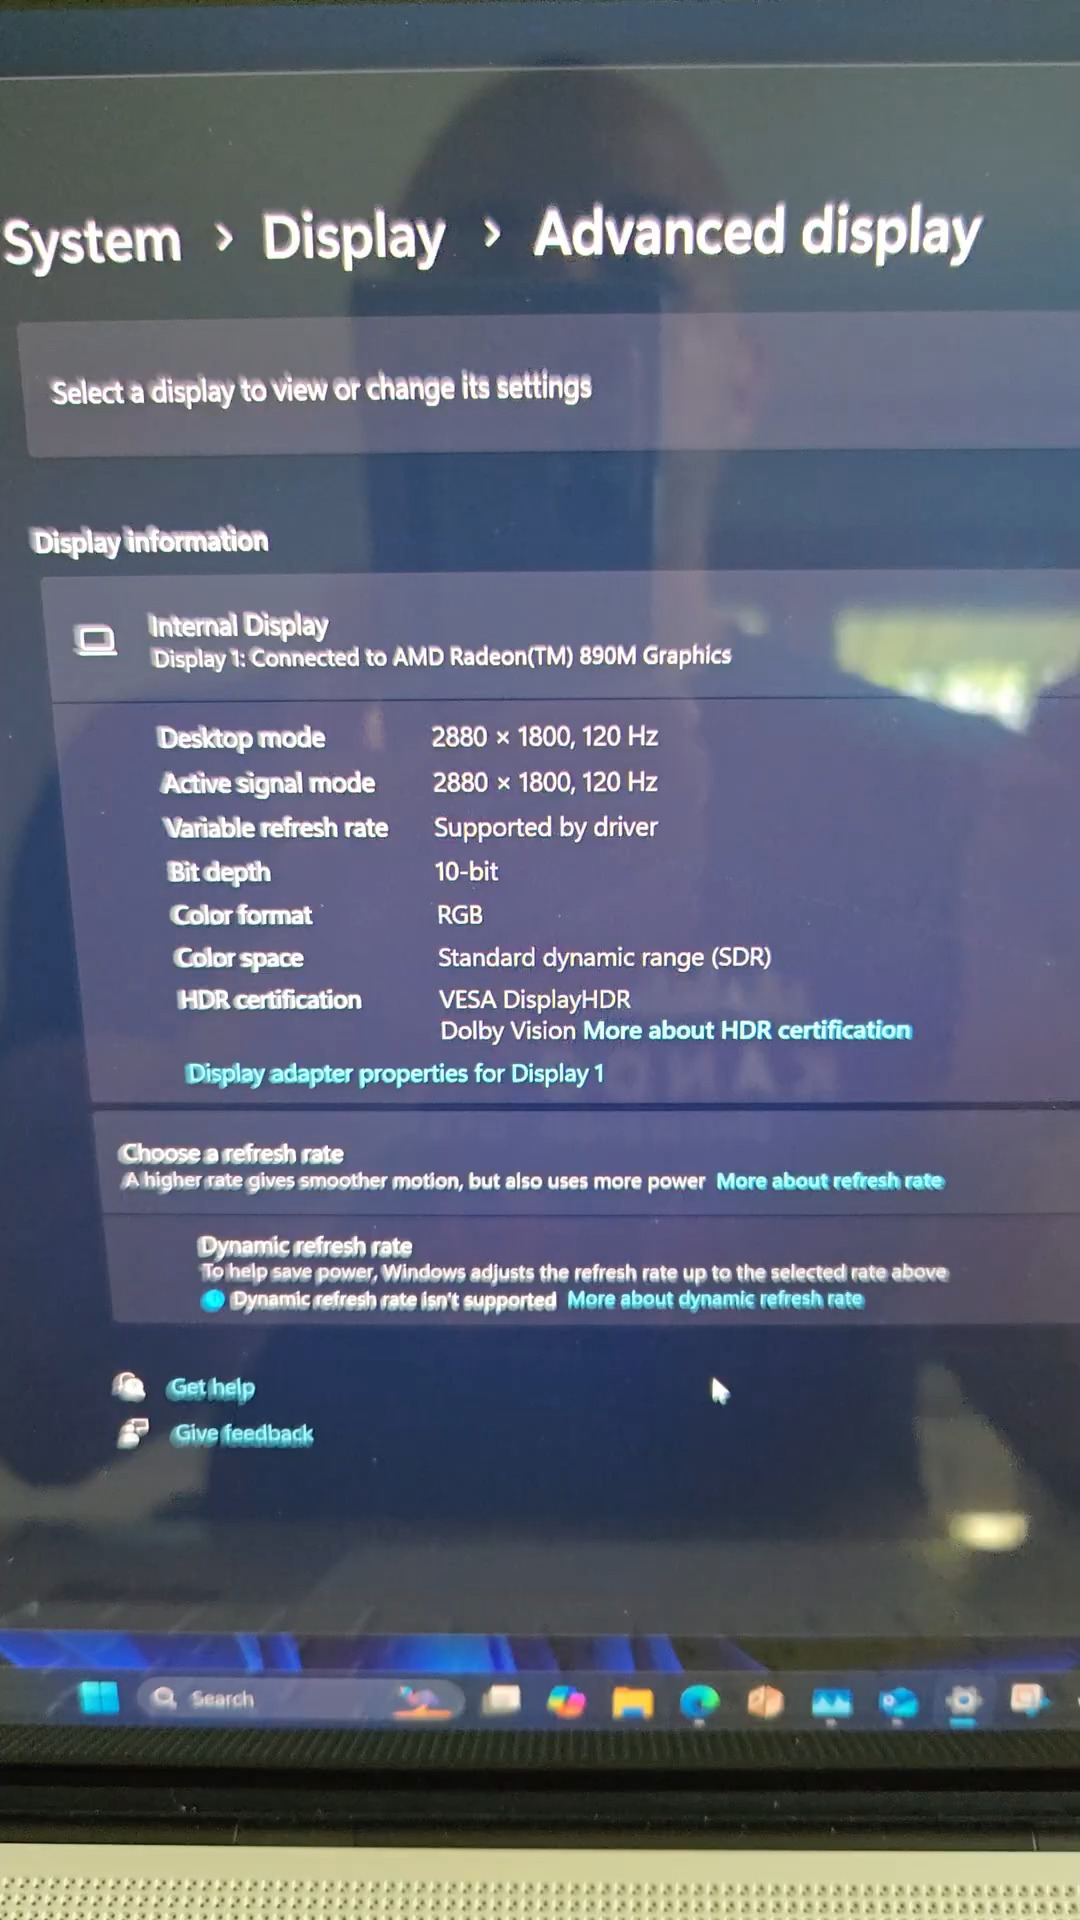 System > Display > Advanced display
Select a display to view or change its settings
Display information
Internal Display
Display 1: Connected to AMD Radeon(TM) 890M Graphics
Desktop mode 2880 × 1800, 120 Hz
Active signal mode 2880 × 1800, 120 Hz
Variable refresh rate Supported by driver
Bit depth 10-bit
Color format RGB
Color space Standard dynamic range (SDR)
HDR certification VESA DisplayHDR
Dolby Vision More about HDR certification
Display adapter properties for Display 1
Choose a refresh rate
A higher rate gives smoother motion, but also uses more power More about refresh rate
Dynamic refresh rate
To help save power, Windows adjusts the refresh rate up to the selected rate above
Dynamic refresh rate isn't supported More about dynamic refresh rate
Get help
Give feedback
Search